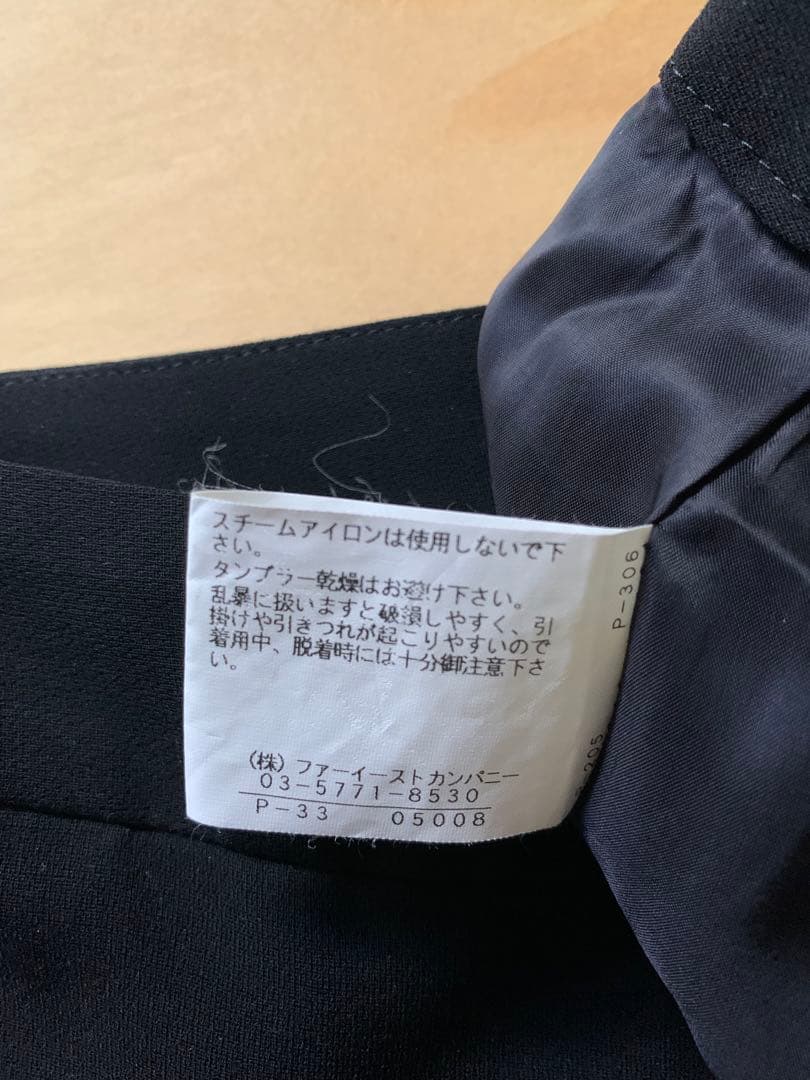 スチームアイロンは使用しないで下
さい。
タンブラー乾燥はお避け下さい。
乱暴に扱いますと破損しやすく、引
掛けや引きつれが起こりやすいので
着用中、脱着時には十分御注意下さ
い。
(株) ファーイーストカンパニー
03-5771-8530
P-33 05008
P-306